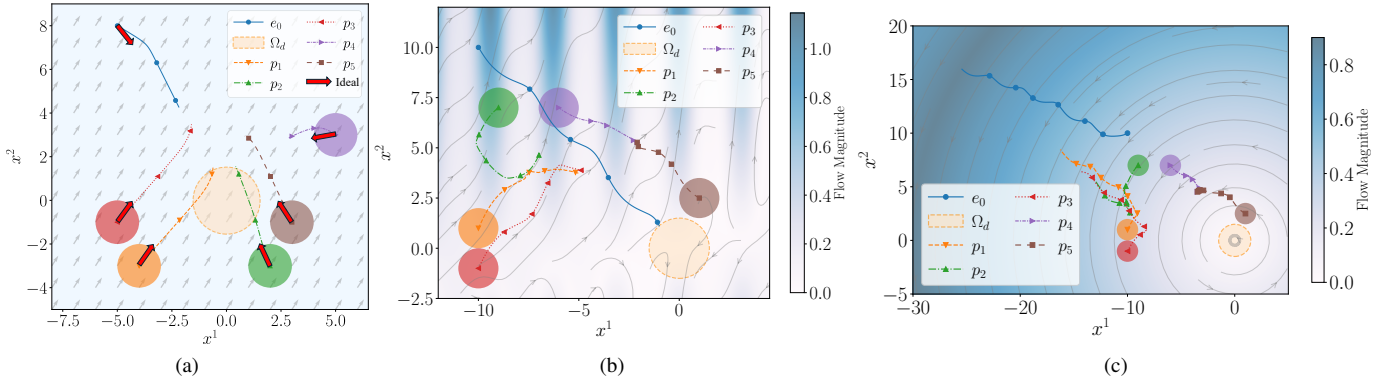 8
6
4
2
0
−2
−4
x²
−7.5 −5.0 −2.5 0.0 2.5 5.0
x¹
e₀
Ω_d
p₁
p₂
p₃
p₄
p₅
Ideal
(a)
10.0
7.5
5.0
2.5
0.0
−2.5
x²
−10 −5 0
x¹
e₀
Ω_d
p₁
p₂
p₃
p₄
p₅
1.0
0.8
0.6
0.4
0.2
0.0
Flow Magnitude
(b)
20
15
10
5
0
−5
x²
−30 −20 −10 0
x¹
e₀
Ω_d
p₁
p₂
p₃
p₄
p₅
0.8
0.6
0.4
0.2
0.0
Flow Magnitude
(c)